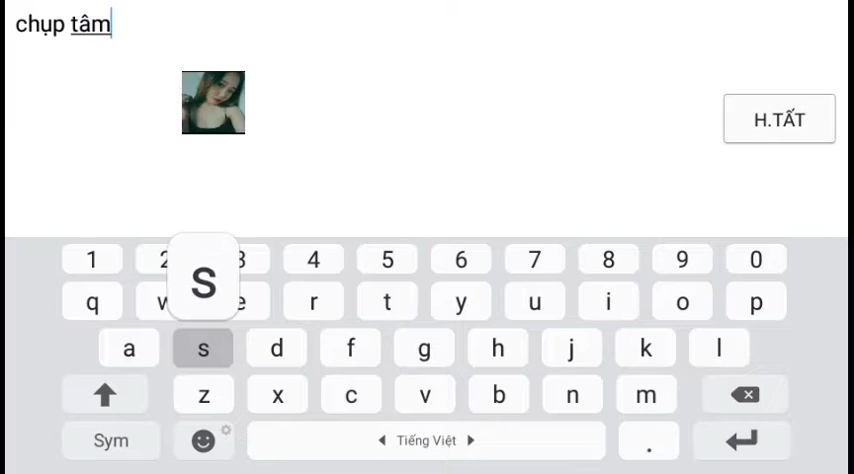 chụp tâm
H.TẤT
1 2 3 4 5 6 7 8 9 0
S
q w e r t y u i o p
a s d f g h j k l
z x c v b n m
Sym Tiếng Việt .